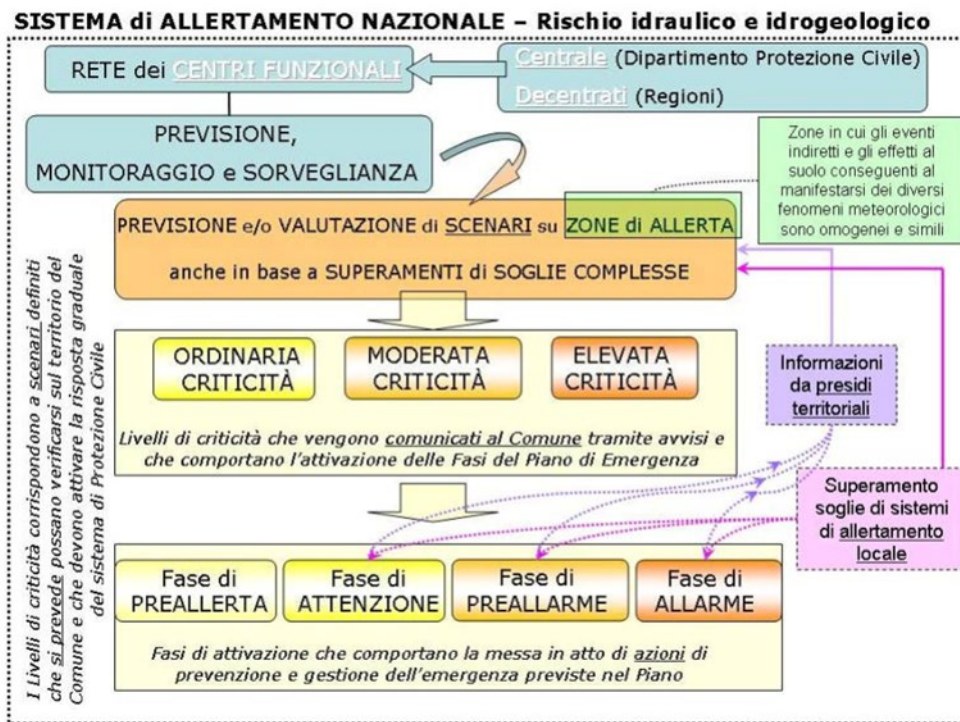 SISTEMA di ALLERTAMENTO NAZIONALE – Rischio idraulico e idrogeologico
RETE dei CENTRI FUNZIONALI
Centrale (Dipartimento Protezione Civile)
Decentrati (Regioni)
PREVISIONE,
MONITORAGGIO e SORVEGLIANZA
Zone in cui gli eventi
indiretti e gli effetti al
suolo conseguenti al
manifestarsi dei diversi
fenomeni meteorologici
sono omogenei e simili
PREVISIONE e/o VALUTAZIONE di SCENARI su ZONE di ALLERTA
anche in base a SUPERAMENTI di SOGLIE COMPLESSE
I Livelli di criticità corrispondono a scenari definiti
che si prevede possano verificarsi sul territorio del
Comune e che devono attivare la risposta graduale
del sistema di Protezione Civile
ORDINARIA
CRITICITÀ
MODERATA
CRITICITÀ
ELEVATA
CRITICITÀ
Livelli di criticità che vengono comunicati al Comune tramite avvisi e
che comportano l'attivazione delle Fasi del Piano di Emergenza
Informazioni
da presidi
territoriali
Superamento
soglie di sistemi
di allertamento
locale
Fase di
PREALLERTA
Fase di
ATTENZIONE
Fase di
PREALLARME
Fase di
ALLARME
Fasi di attivazione che comportano la messa in atto di azioni di
prevenzione e gestione dell'emergenza previste nel Piano